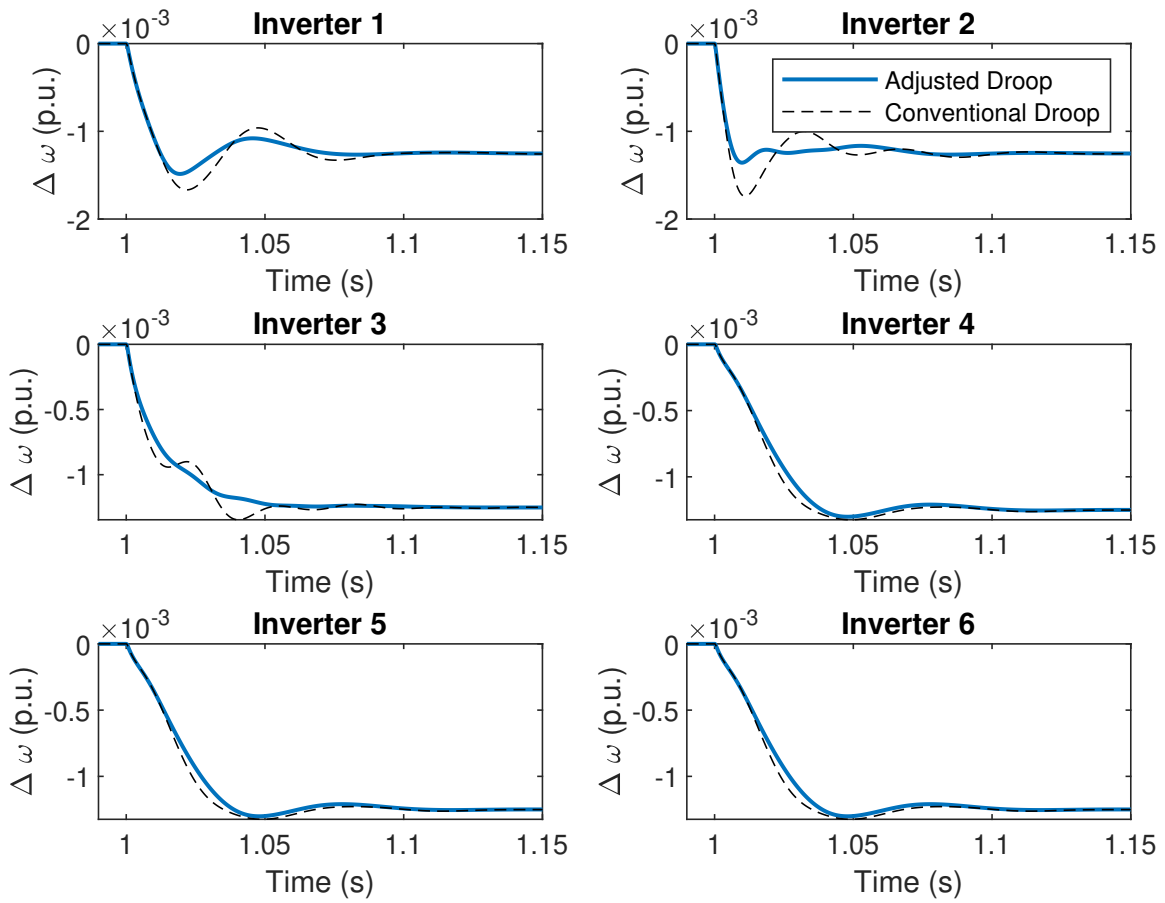 ×10⁻³
Inverter 1
0
-1
-2
Δ ω (p.u.)
1
1.05
1.1
1.15
Time (s)
×10⁻³
Inverter 2
Adjusted Droop
Conventional Droop
0
-1
-2
Δ ω (p.u.)
1
1.05
1.1
1.15
Time (s)
×10⁻³
Inverter 3
0
-0.5
-1
Δ ω (p.u.)
1
1.05
1.1
1.15
Time (s)
×10⁻³
Inverter 4
0
-0.5
-1
Δ ω (p.u.)
1
1.05
1.1
1.15
Time (s)
×10⁻³
Inverter 5
0
-0.5
-1
Δ ω (p.u.)
1
1.05
1.1
1.15
Time (s)
×10⁻³
Inverter 6
0
-0.5
-1
Δ ω (p.u.)
1
1.05
1.1
1.15
Time (s)